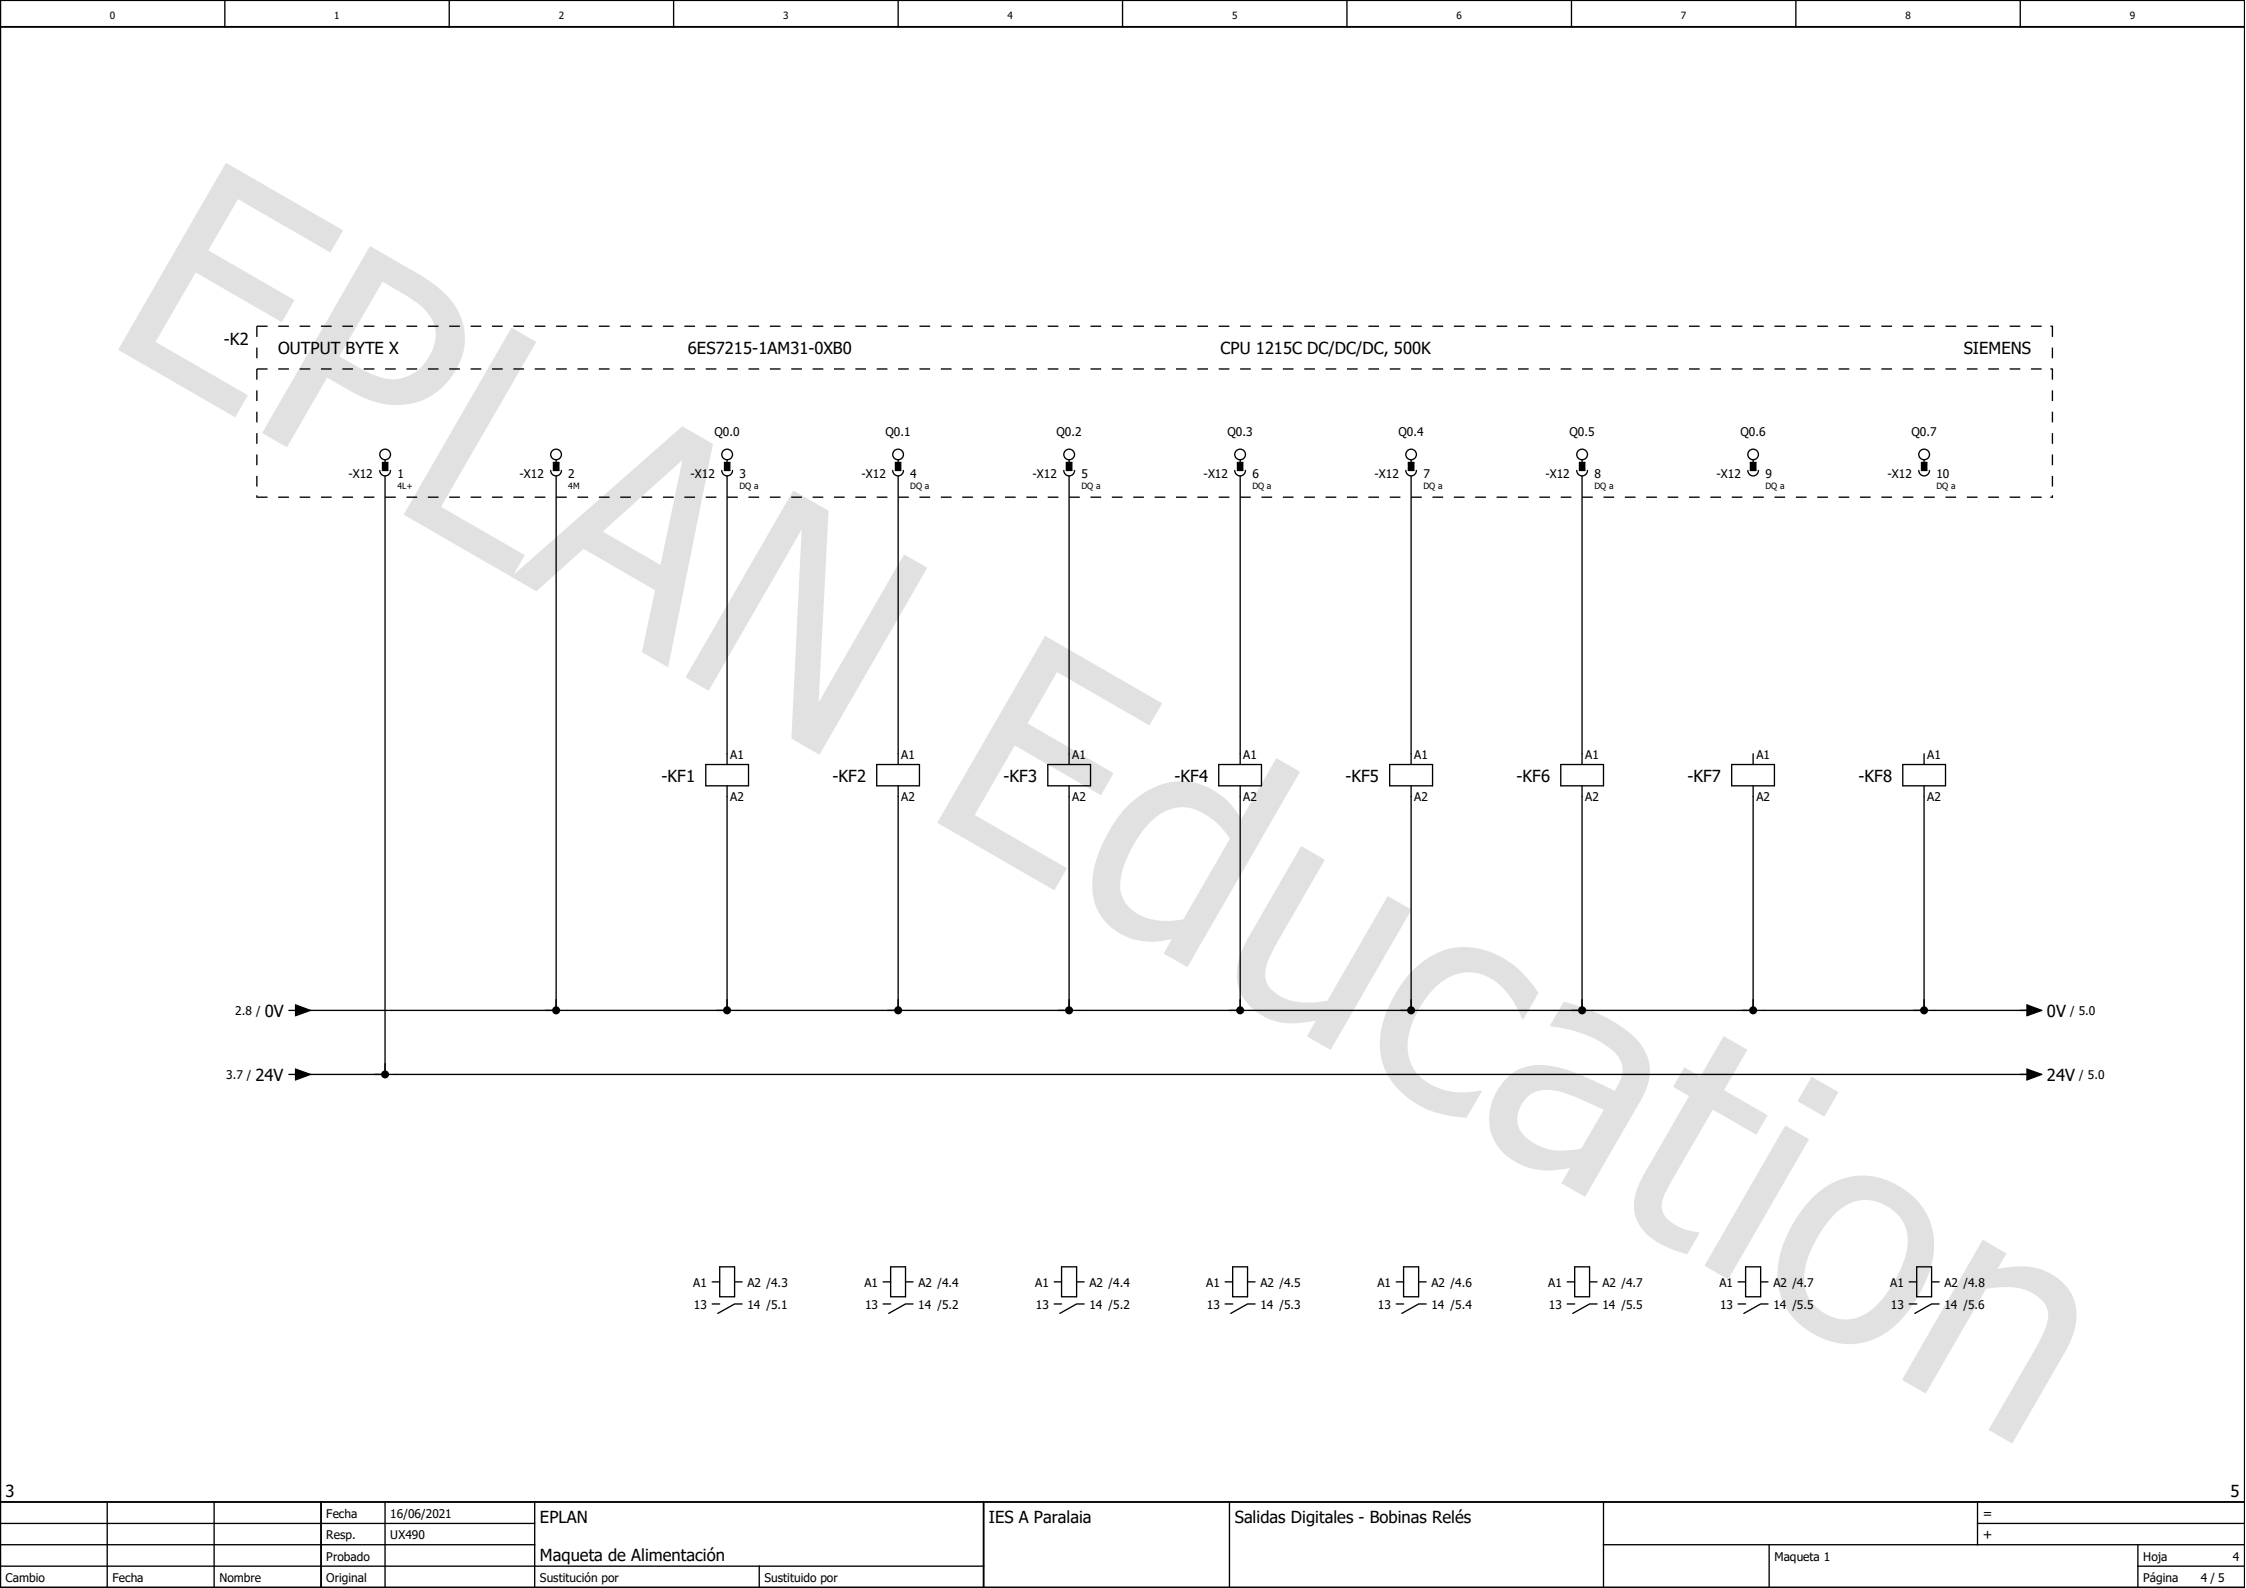 0 1 2 3 4 5 6 7 8 9
EPLAN Education
-K2
OUTPUT BYTE X 6ES7215-1AM31-0XB0 CPU 1215C DC/DC/DC, 500K SIEMENS
Q0.0 Q0.1 Q0.2 Q0.3 Q0.4 Q0.5 Q0.6 Q0.7
-X12 1 -X12 2 -X12 3 -X12 4 -X12 5 -X12 6 -X12 7 -X12 8 -X12 9 -X12 10
4L+ 4M DQ a DQ a DQ a DQ a DQ a DQ a DQ a DQ a
A1 A1 A1 A1 A1 A1 A1 A1
-KF1 -KF2 -KF3 -KF4 -KF5 -KF6 -KF7 -KF8
A2 A2 A2 A2 A2 A2 A2 A2
2.8 / 0V 0V / 5.0
3.7 / 24V 24V / 5.0
A1 A2 /4.3 A1 A2 /4.4 A1 A2 /4.4 A1 A2 /4.5 A1 A2 /4.6 A1 A2 /4.7 A1 A2 /4.7 A1 A2 /4.8
13 14 /5.1 13 14 /5.2 13 14 /5.2 13 14 /5.3 13 14 /5.4 13 14 /5.5 13 14 /5.5 13 14 /5.6
3 5
Fecha 16/06/2021 EPLAN IES A Paralaia Salidas Digitales - Bobinas Relés =
Resp. UX490 +
Probado Maqueta de Alimentación Maqueta 1 Hoja 4
Cambio Fecha Nombre Original Sustitución por Sustituido por Página 4 / 5